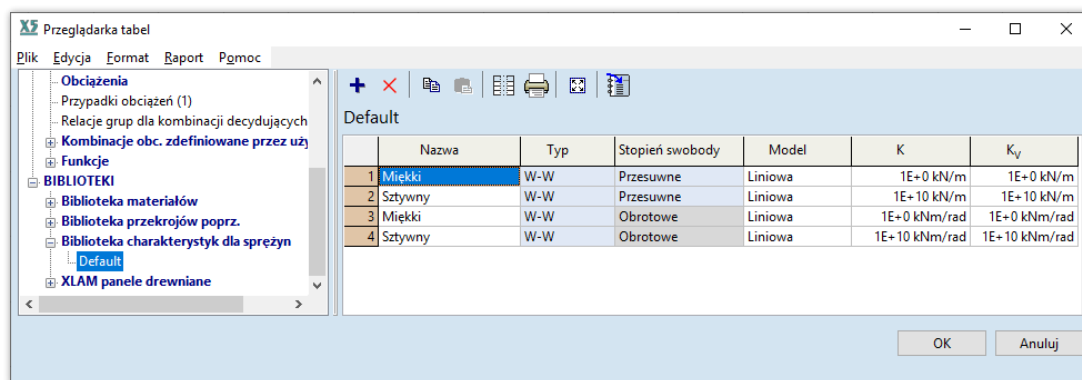 X5 Przeglądarka tabel
Plik Edycja Format Raport Pomoc
Obciążenia
Przypadki obciążeń (1)
Relacje grup dla kombinacji decydujących
Kombinacje obc. zdefiniowane przez uży
Funkcje
BIBLIOTEKI
Biblioteka materiałów
Biblioteka przekrojów poprz.
Biblioteka charakterystyk dla sprężyn
Default
XLAM panele drewniane
Default
Nazwa Typ Stopień swobody Model K Kv
1 Miękki W-W Przesuwne Liniowa 1E+0 kN/m 1E+0 kN/m
2 Sztywny W-W Przesuwne Liniowa 1E+10 kN/m 1E+10 kN/m
3 Miękki W-W Obrotowe Liniowa 1E+0 kNm/rad 1E+0 kNm/rad
4 Sztywny W-W Obrotowe Liniowa 1E+10 kNm/rad 1E+10 kNm/rad
OK Anuluj